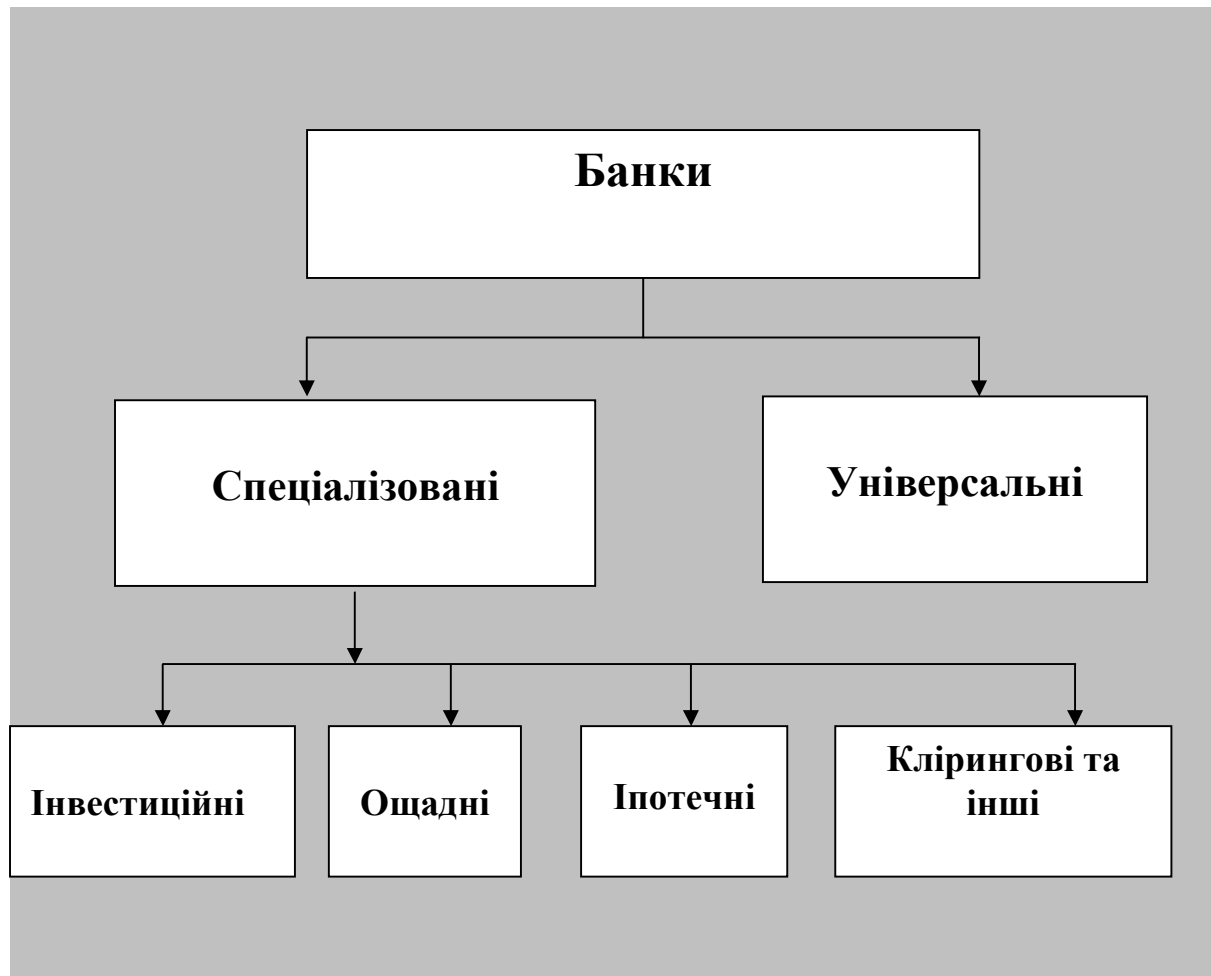 Банки
Спеціалізовані
Універсальні
Інвестиційні
Ощадні
Іпотечні
Клірингові та
інші